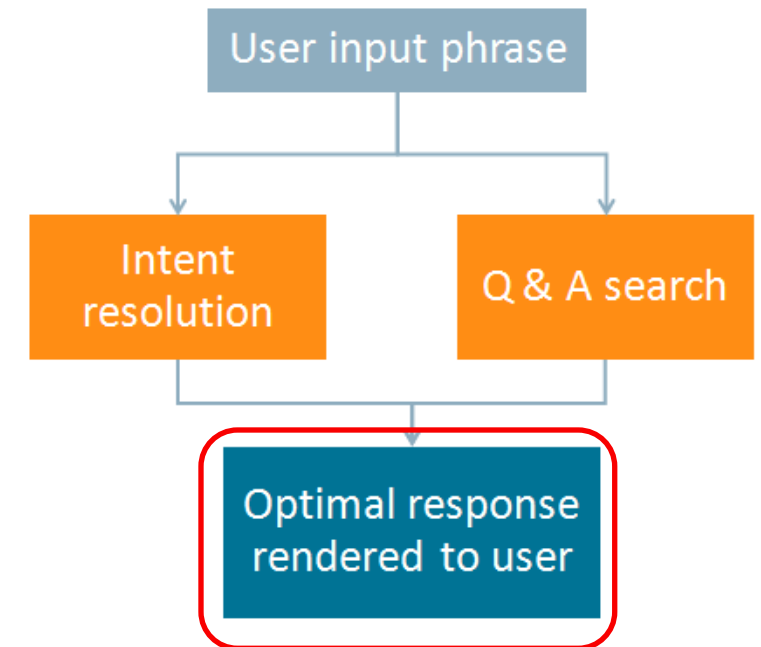 User input phrase
Intent
resolution
Q & A search
Optimal response
rendered to user